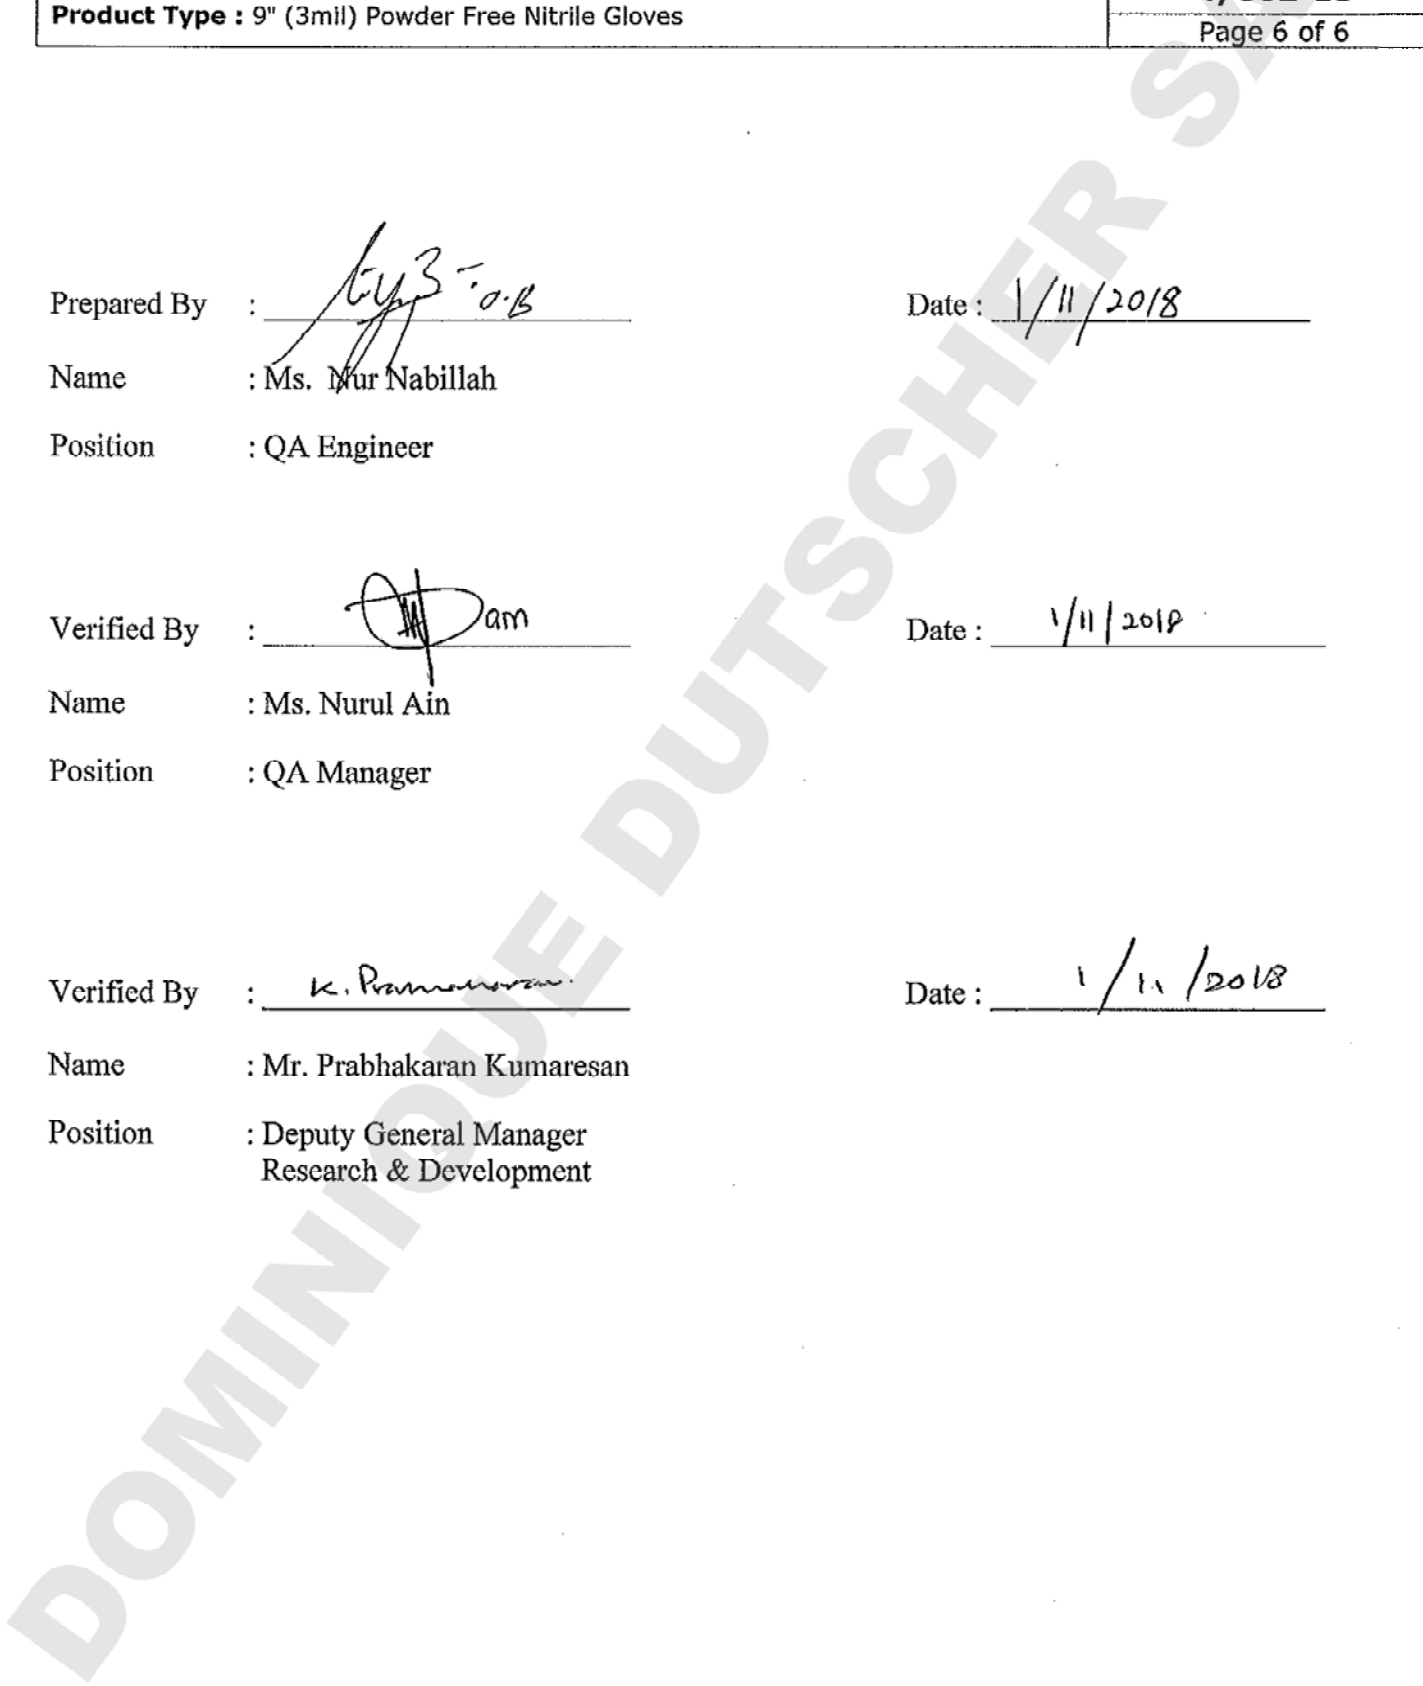 Product Type : 9" (3mil) Powder Free Nitrile Gloves
Page 6 of 6
Prepared By : Date : 1/11/2018
Name : Ms. Nur Nabillah
Position : QA Engineer
Verified By : Date : 1/11/2018
Name : Ms. Nurul Ain
Position : QA Manager
Verified By : K. Date : 1/11/2018
Name : Mr. Prabhakaran Kumaresan
Position : Deputy General Manager
Research & Development
DOMINIQUE DUTSCHER SA